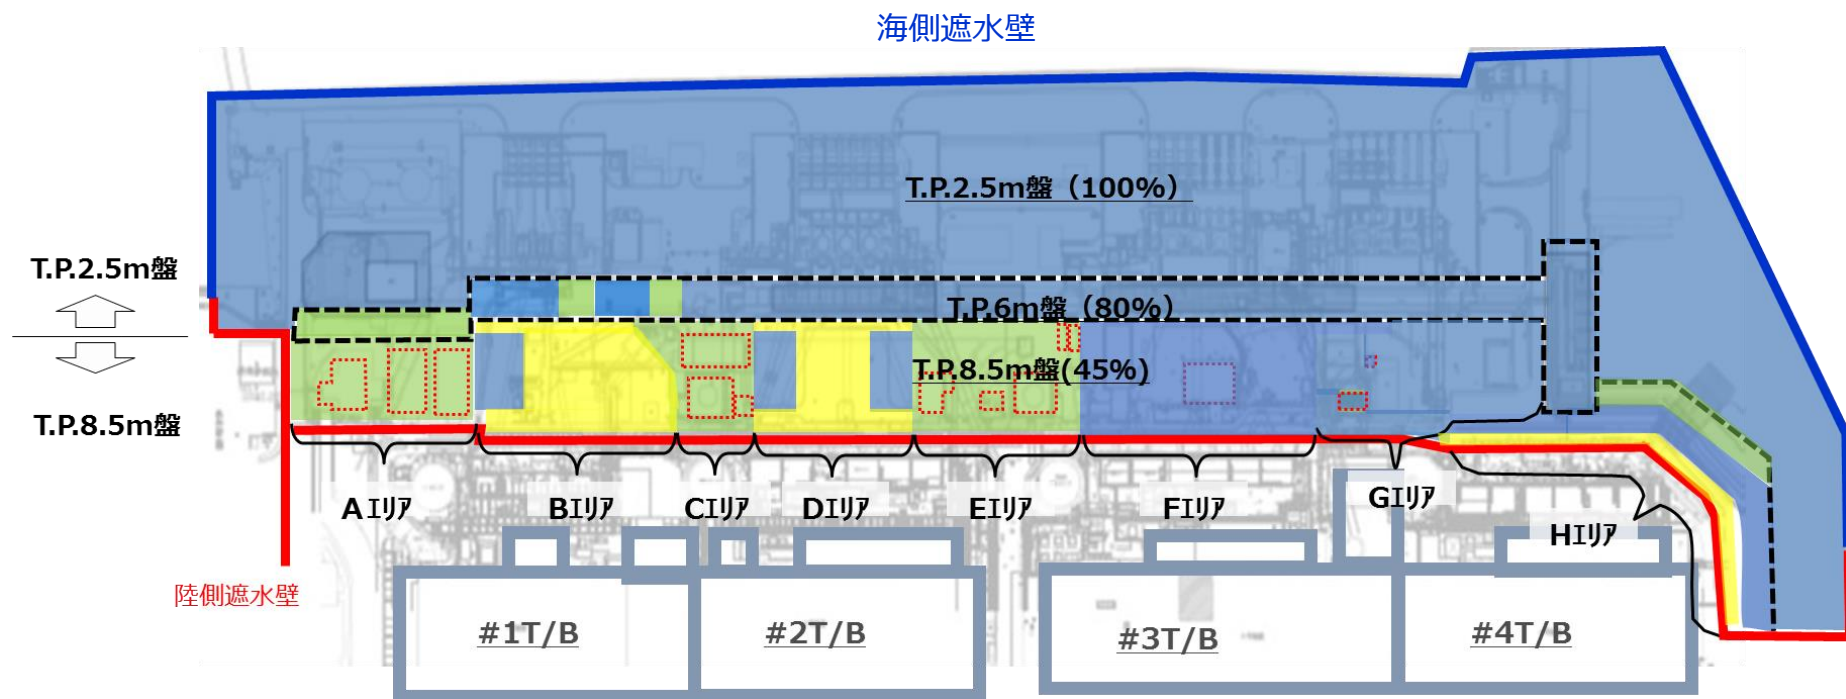 海側遮水壁
T.P.2.5m盤（100%）
T.P.2.5m盤
T.P.6m盤（80%）
T.P.8.5m盤(45%)
T.P.8.5m盤
Aエリア
Bエリア
Cエリア
Dエリア
Eエリア
Fエリア
Gエリア
Hエリア
陸側遮水壁
#1T/B
#2T/B
#3T/B
#4T/B